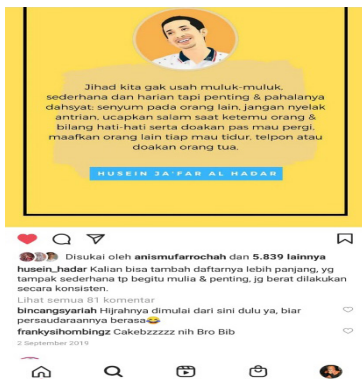 Jihad kita gak usah muluk-muluk,
sederhana dan harian tapi penting & pahalanya
dahsyat: senyum pada orang lain, jangan nyelak
antrian, ucapkan salam saat ketemu orang &
bilang hati-hati serta doakan pas mau pergi,
maafkan orang lain tiap mau tidur, telpon atau
doakan orang tua.
HUSEIN JA'FAR AL HADAR
Disukai oleh anismufarrochah dan 5.839 lainnya
husein_hadar Kalian bisa tambah daftarnya lebih panjang, yg
tampak sederhana tp begitu mulia & penting, jg berat dilakukan
secara konsisten.
Lihat semua 81 komentar
bincangsyariah Hijrahnya dimulai dari sini dulu ya, biar
persaudaraannya berasa😂
frankysihombingz Cakebzzzzz nih Bro Bib
2 September 2019